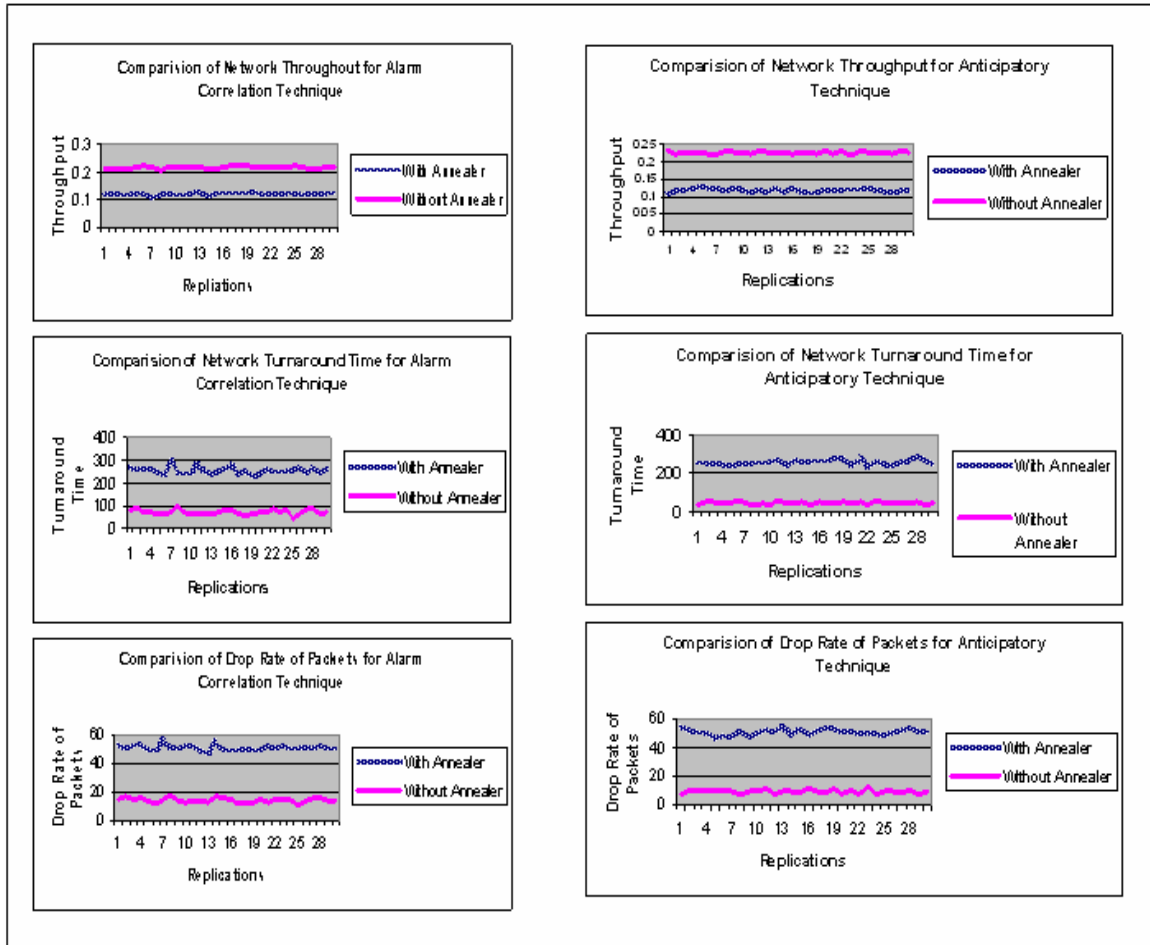 Comparision of Network Throughout for Alarm
Correlation Technique
Throughput
0.3
0.2
0.1
0
1 4 7 10 13 16 19 22 25 28
Repliations
With Annealer
Without Annealer
Comparision of Network Throughput for Anticipatory
Technique
Throughput
0.25
0.2
0.15
0.1
005
0
1 4 7 10 13 16 19 22 25 28
Replications
With Annealer
Without Annealer
Comparision of Network Turnaround Time for Alarm
Correlation Technique
Turnaround
Time
400
300
200
100
0
1 4 7 10 13 16 19 22 25 28
Replications
With Annealer
Without Annealer
Comparision of Network Turnaround Time for
Anticipatory Technique
Turnaround
Time
400
200
0
1 4 7 10 13 16 19 22 25 28
Replications
With Annealer
Without
Annealer
Comparision of Drop Rate of Packets for Alarm
Correlation Technique
Drop Rate of
Packets
60
40
20
0
1 4 7 10 13 16 19 22 25 28
Replications
With Annealer
Without Annealer
Comparision of Drop Rate of Packets for Anticipatory
Technique
Drop Rate of
Packets
60
40
20
0
1 4 7 10 13 16 19 22 25 28
Replications
With Annealer
Without Annealer